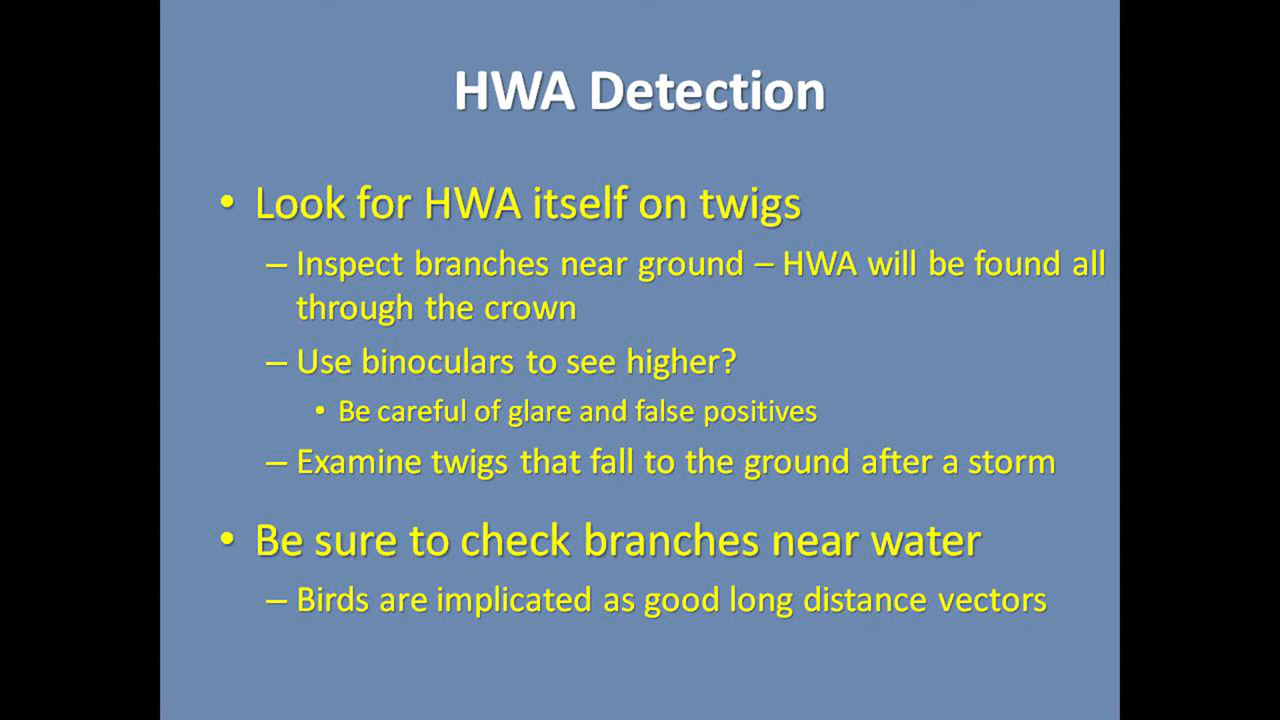 HWA Detection
• Look for HWA itself on twigs
– Inspect branches near ground – HWA will be found all
through the crown
– Use binoculars to see higher?
• Be careful of glare and false positives
– Examine twigs that fall to the ground after a storm
• Be sure to check branches near water
– Birds are implicated as good long distance vectors